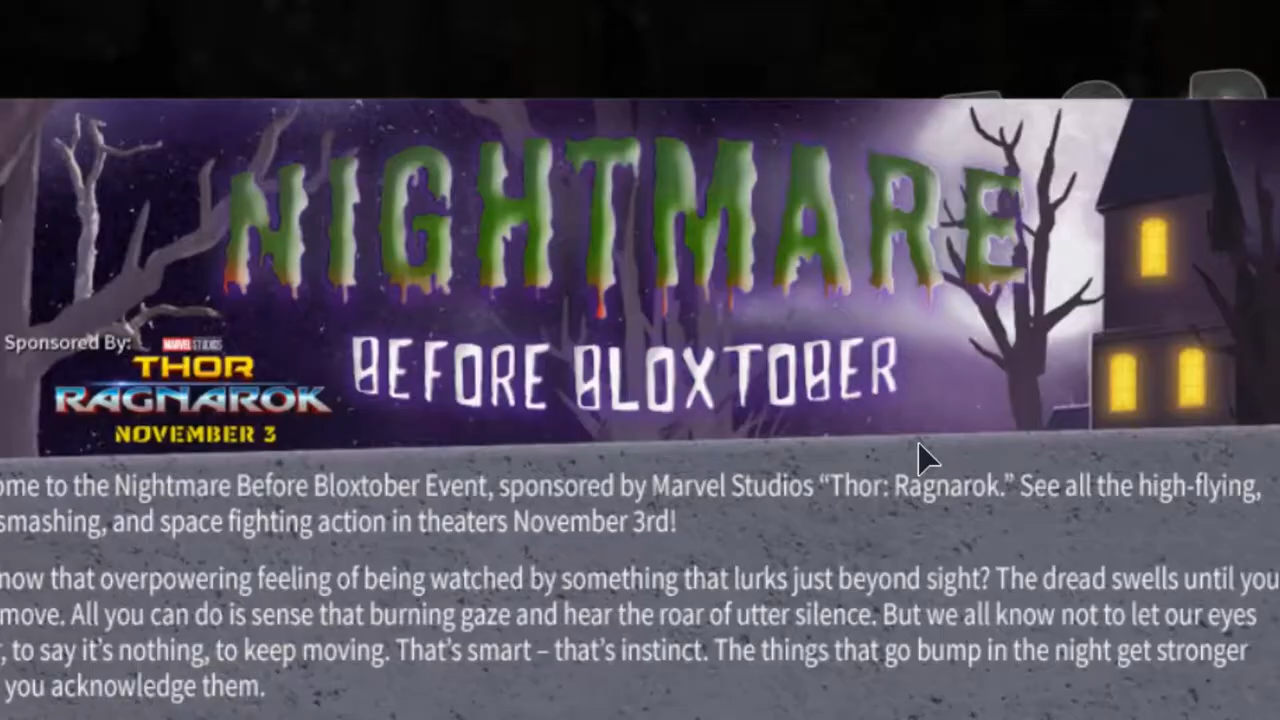 NIGHTMARE
BEFORE BLOXTOBER
Sponsored By:
MARVEL STUDIOS
THOR
RAGNAROK
NOVEMBER 3
ome to the Nightmare Before Bloxtober Event, sponsored by Marvel Studios “Thor: Ragnarok.” See all the high-flying,
smashing, and space fighting action in theaters November 3rd!
now that overpowering feeling of being watched by something that lurks just beyond sight? The dread swells until you
move. All you can do is sense that burning gaze and hear the roar of utter silence. But we all know not to let our eyes
, to say it’s nothing, to keep moving. That’s smart – that’s instinct. The things that go bump in the night get stronger
you acknowledge them.